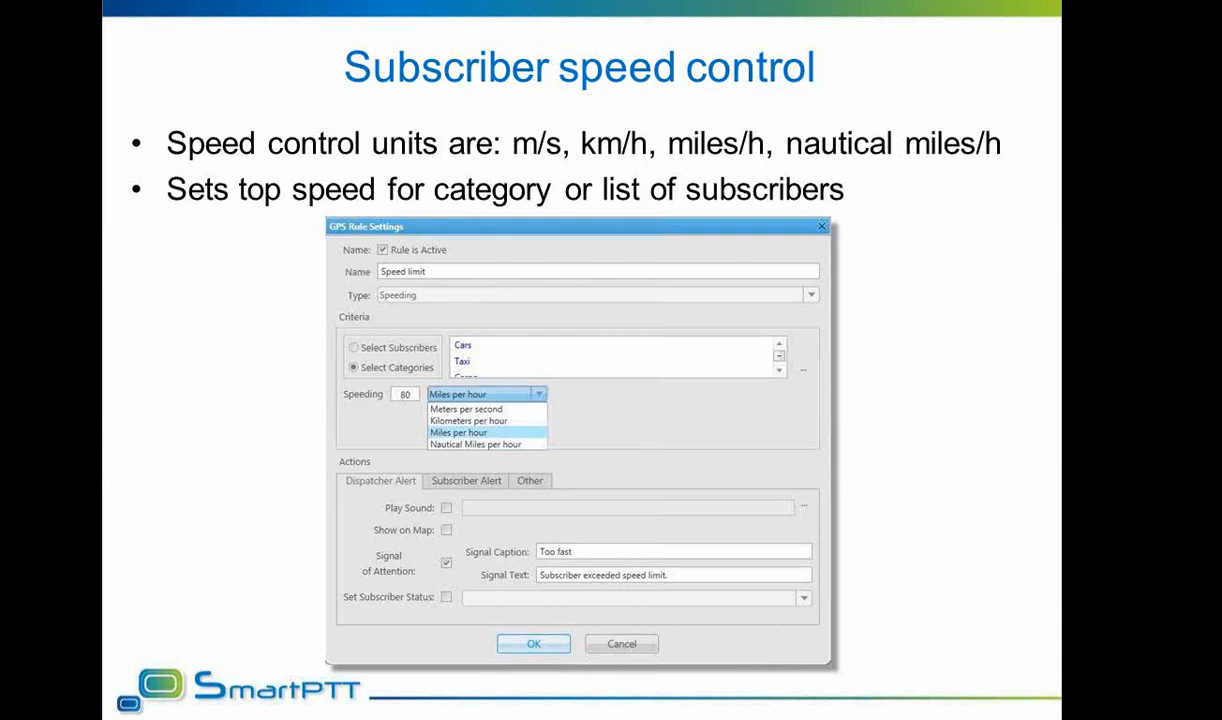 Subscriber speed control
• Speed control units are: m/s, km/h, miles/h, nautical miles/h
• Sets top speed for category or list of subscribers
GPS Rule Settings
Name: Rule is Active
Name Speed limit
Type: Speeding
Criteria
Select Subscribers
Select Categories
Cars
Taxi
Speeding 80 Miles per hour
Meters per second
Kilometers per hour
Miles per hour
Nautical Miles per hour
Actions
Dispatcher Alert Subscriber Alert Other
Play Sound:
Show on Map:
Signal of Attention:
Signal Caption: Too fast
Signal Text: Subscriber exceeded speed limit.
Set Subscriber Status:
OK Cancel
SmartPTT